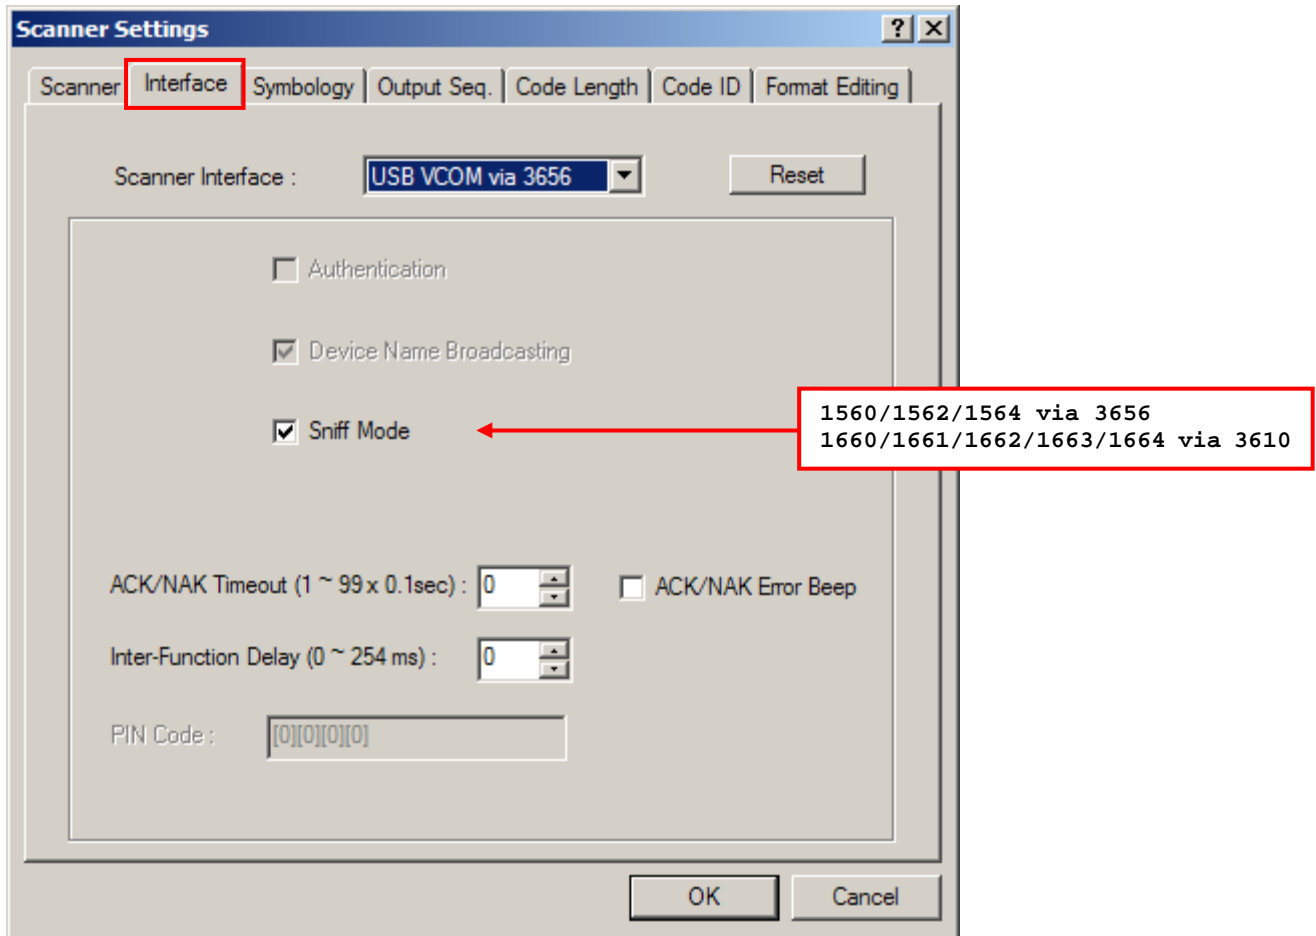 Scanner Settings
Scanner Interface Symbology Output Seq. Code Length Code ID Format Editing
Scanner Interface : USB VCOM via 3656 Reset
Authentication
Device Name Broadcasting
Sniff Mode
1560/1562/1564 via 3656
1660/1661/1662/1663/1664 via 3610
ACK/NAK Timeout (1 ~ 99 x 0.1sec) : 0 ACK/NAK Error Beep
Inter-Function Delay (0 ~ 254 ms) : 0
PIN Code : [0][0][0][0]
OK Cancel